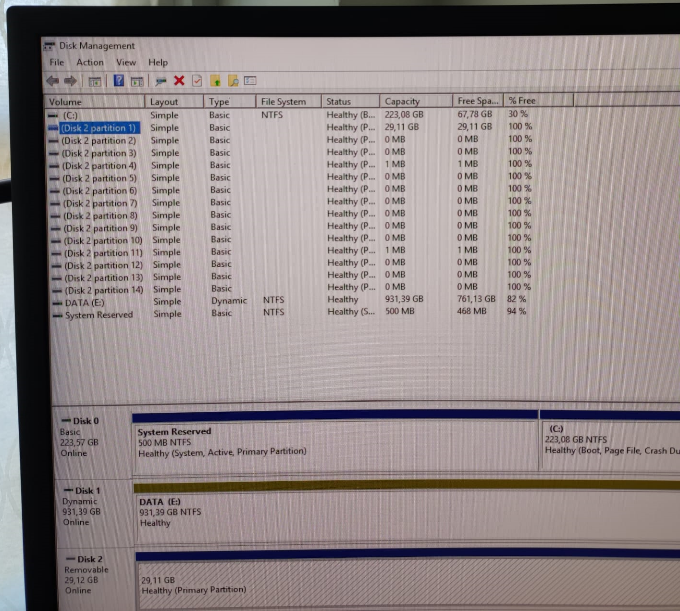 Disk Management
File Action View Help
Volume Layout Type File System Status Capacity Free Spa... % Free
(C:) Simple Basic NTFS Healthy (B... 223,08 GB 67,78 GB 30 %
(Disk 2 partition 1) Simple Basic Healthy (P... 29,11 GB 29,11 GB 100 %
(Disk 2 partition 2) Simple Basic Healthy (P... 0 MB 0 MB 100 %
(Disk 2 partition 3) Simple Basic Healthy (P... 0 MB 0 MB 100 %
(Disk 2 partition 4) Simple Basic Healthy (P... 1 MB 1 MB 100 %
(Disk 2 partition 5) Simple Basic Healthy (P... 0 MB 0 MB 100 %
(Disk 2 partition 6) Simple Basic Healthy (P... 0 MB 0 MB 100 %
(Disk 2 partition 7) Simple Basic Healthy (P... 0 MB 0 MB 100 %
(Disk 2 partition 8) Simple Basic Healthy (P... 0 MB 0 MB 100 %
(Disk 2 partition 9) Simple Basic Healthy (P... 0 MB 0 MB 100 %
(Disk 2 partition 10) Simple Basic Healthy (P... 0 MB 0 MB 100 %
(Disk 2 partition 11) Simple Basic Healthy (P... 1 MB 1 MB 100 %
(Disk 2 partition 12) Simple Basic Healthy (P... 0 MB 0 MB 100 %
(Disk 2 partition 13) Simple Basic Healthy (P... 0 MB 0 MB 100 %
(Disk 2 partition 14) Simple Basic Healthy (P... 0 MB 0 MB 100 %
DATA (E:) Simple Dynamic NTFS Healthy 931,39 GB 761,13 GB 82 %
System Reserved Simple Basic NTFS Healthy (S... 500 MB 468 MB 94 %
Disk 0
Basic
223,57 GB
Online
System Reserved
500 MB NTFS
Healthy (System, Active, Primary Partition)
(C:)
223,08 GB NTFS
Healthy (Boot, Page File, Crash Du
Disk 1
Dynamic
931,39 GB
Online
DATA (E:)
931,39 GB NTFS
Healthy
Disk 2
Removable
29,12 GB
Online
29,11 GB
Healthy (Primary Partition)